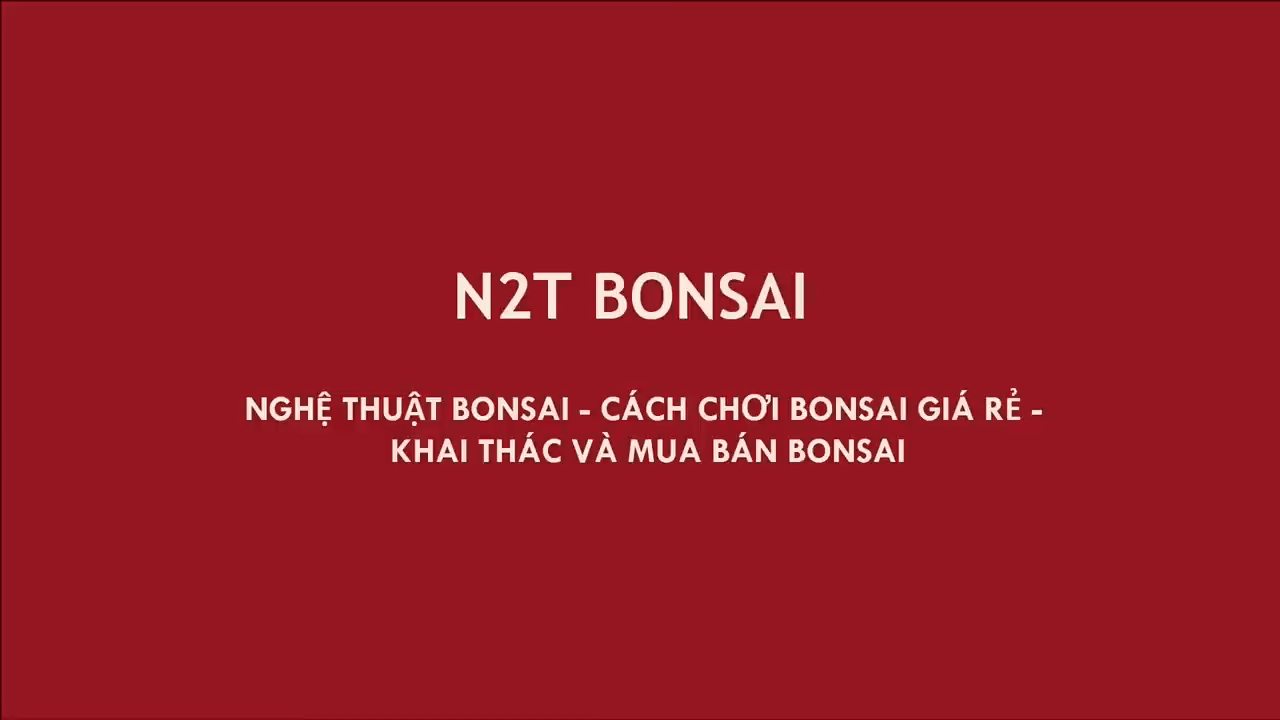 N2T BONSAI
NGHỆ THUẬT BONSAI - CÁCH CHƠI BONSAI GIÁ RẺ -
KHAI THÁC VÀ MUA BÁN BONSAI